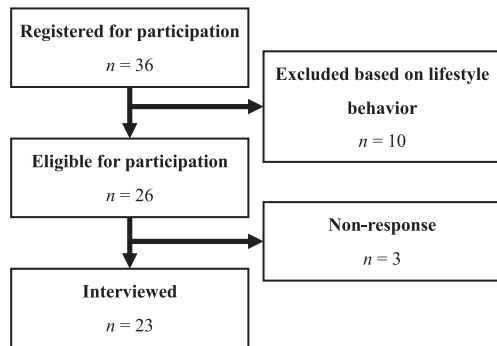 Registered for participation
n = 36
Excluded based on lifestyle
behavior
n = 10
Eligible for participation
n = 26
Non-response
n = 3
Interviewed
n = 23